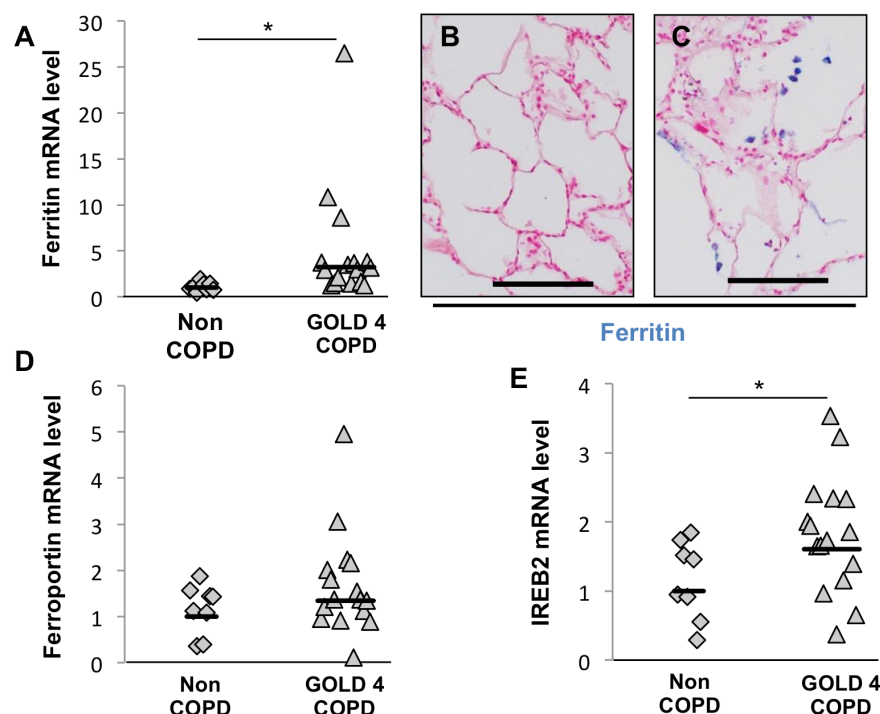 A
Ferritin mRNA level
30
25
20
15
10
5
0
*
Non
COPD
GOLD 4
COPD
B
C
Ferritin
D
Ferroportin mRNA level
6
5
4
3
2
1
0
Non
COPD
GOLD 4
COPD
E
IREB2 mRNA level
4
3
2
1
0
*
Non
COPD
GOLD 4
COPD